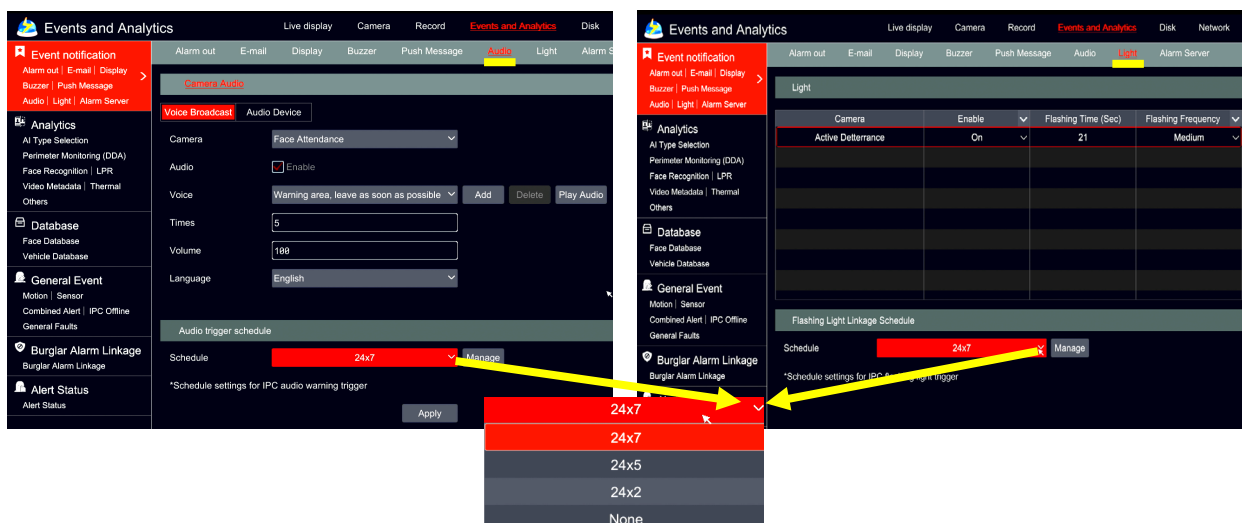 Events and Analytics
Live display Camera Record Events and Analytics Disk
Event notification
Alarm out | E-mail | Display
Buzzer | Push Message
Audio | Light | Alarm Server
Analytics
AI Type Selection
Perimeter Monitoring (DDA)
Face Recognition | LPR
Video Metadata | Thermal
Others
Database
Face Database
Vehicle Database
General Event
Motion | Sensor
Combined Alert | IPC Offline
General Faults
Burglar Alarm Linkage
Burglar Alarm Linkage
Alert Status
Alert Status
Alarm out E-mail Display Buzzer Push Message Audio Light Alarm S
Camera Audio
Voice Broadcast Audio Device
Camera Face Attendance
Audio Enable
Voice Warning area, leave as soon as possible Add Delete Play Audio
Times 5
Volume 100
Language English
Audio trigger schedule
Schedule 24x7 Manage
*Schedule settings for IPC audio warning trigger
Apply
Events and Analytics
Live display Camera Record Events and Analytics Disk Network
Event notification
Alarm out | E-mail | Display
Buzzer | Push Message
Audio | Light | Alarm Server
Analytics
AI Type Selection
Perimeter Monitoring (DDA)
Face Recognition | LPR
Video Metadata | Thermal
Others
Database
Face Database
Vehicle Database
General Event
Motion | Sensor
Combined Alert | IPC Offline
General Faults
Burglar Alarm Linkage
Burglar Alarm Linkage
Alarm out E-mail Display Buzzer Push Message Audio Light Alarm Server
Light
Camera Enable Flashing Time (Sec) Flashing Frequency
Active Detterrance On 21 Medium
Flashing Light Linkage Schedule
Schedule 24x7 Manage
*Schedule settings for IPC light trigger
24x7
24x7
24x5
24x2
None